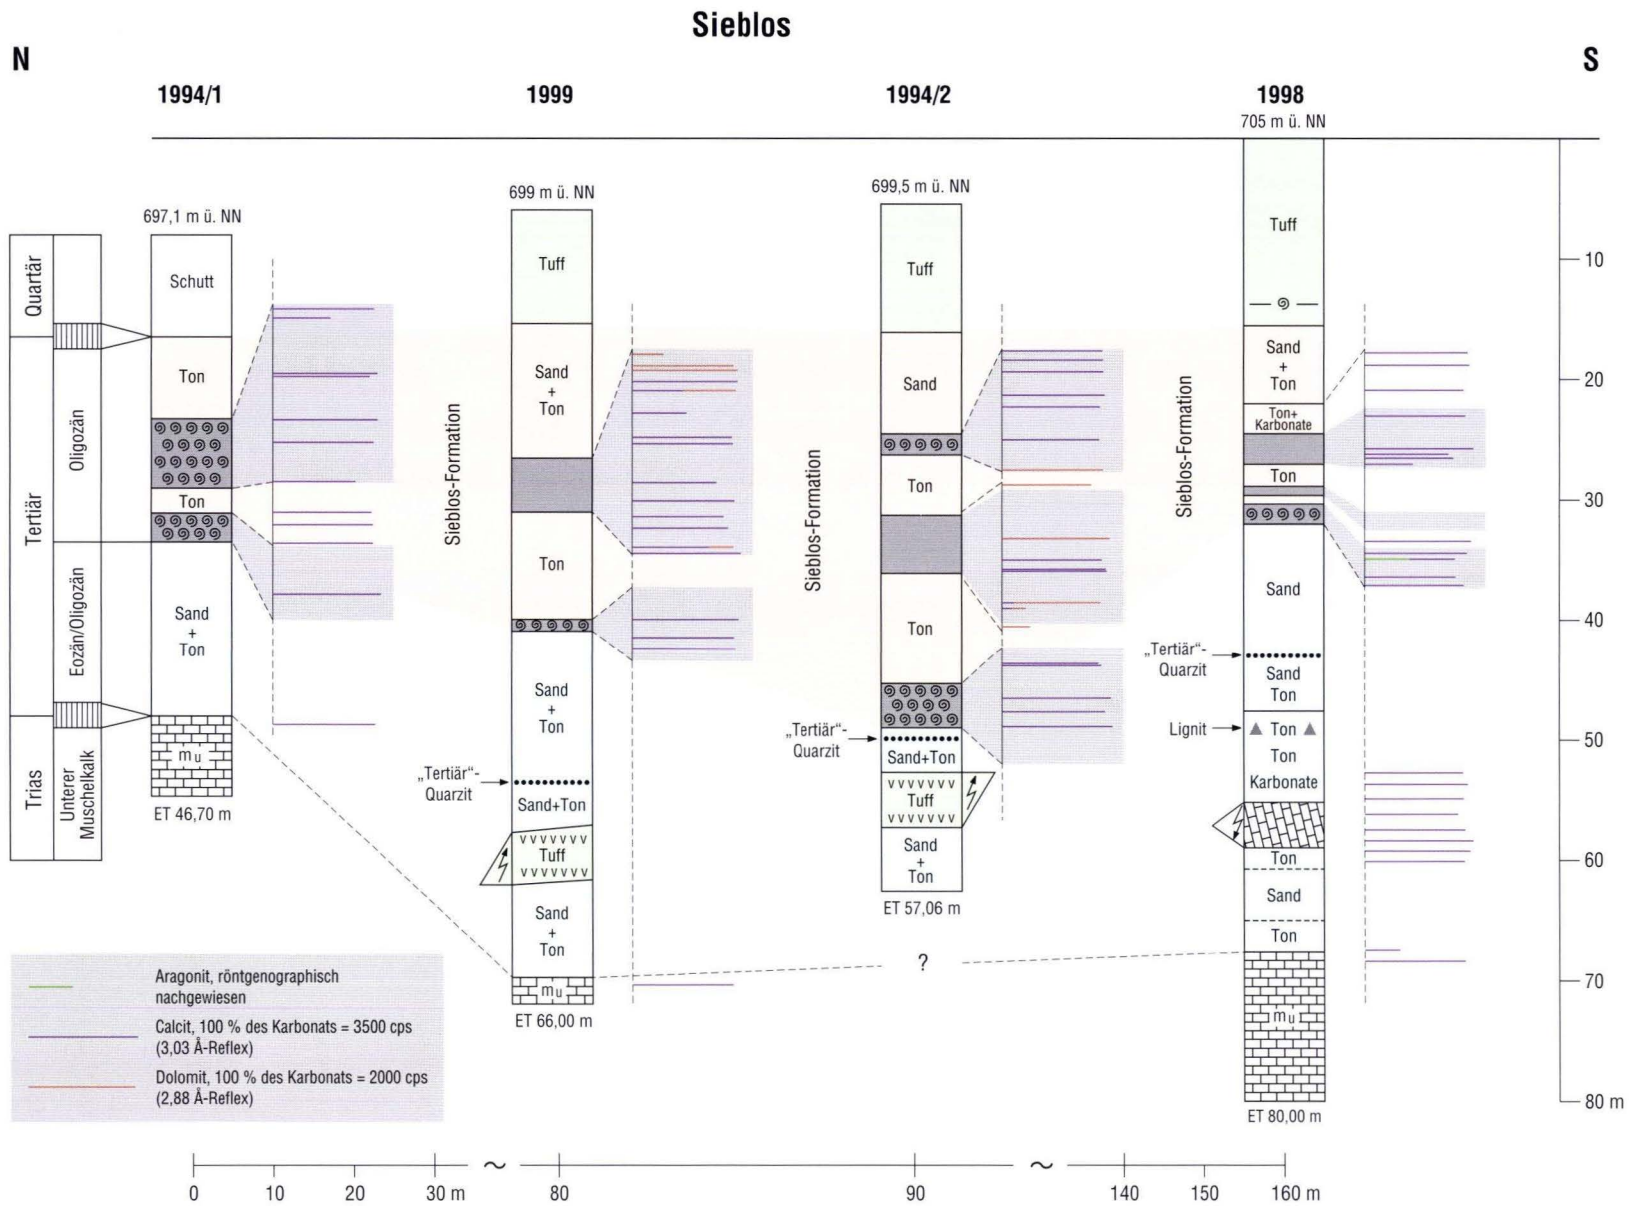 Sieblos
N
S
1994/1
1999
1994/2
1998
705 m ü. NN
697,1 m ü. NN
699 m ü. NN
699,5 m ü. NN
Quartär
Tertiär
Trias
Oligozän
Eozän/Oligozän
Unterer
Muschelkalk
Schutt
Ton
Ton
Sand
+
Ton
mu
ET 46,70 m
Tuff
Sand
+
Ton
Ton
Sand
+
Ton
„Tertiär“-
Quarzit
Sand+Ton
V V V V V V V
Tuff
V V V V V V V
Sand
+
Ton
mu
ET 66,00 m
Sieblos-Formation
Tuff
Sand
Ton
Ton
„Tertiär“-
Quarzit
Sand+Ton
V V V V V V V
Tuff
V V V V V V V
Sand
+
Ton
ET 57,06 m
?
Sieblos-Formation
Tuff
Sand
+
Ton
Ton+
Karbonate
Ton
Sand
„Tertiär“-
Quarzit
Sand
Ton
Lignit
Ton
Ton
Karbonate
Ton
Sand
Ton
mu
ET 80,00 m
Sieblos-Formation
10
20
30
40
50
60
70
80 m
Aragonit, röntgenographisch
nachgewiesen
Calcit, 100 % des Karbonats = 3500 cps
(3,03 Å-Reflex)
Dolomit, 100 % des Karbonats = 2000 cps
(2,88 Å-Reflex)
0 10 20 30 m ~ 80 90 ~ 140 150 160 m